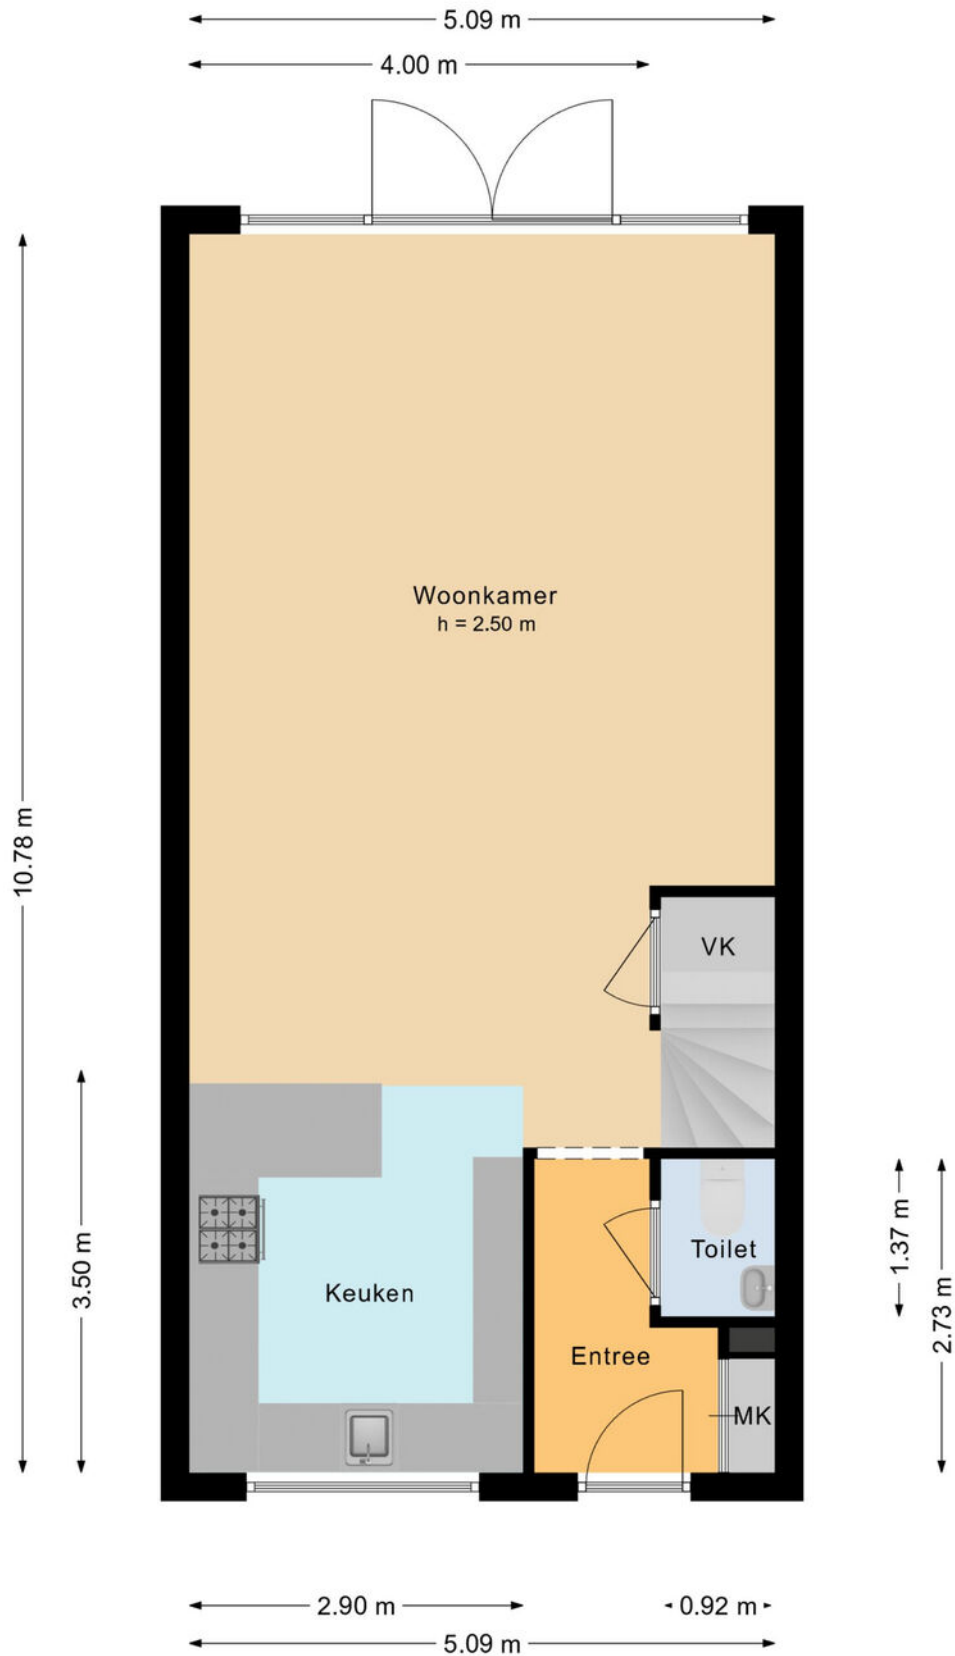 5.09 m
4.00 m
Woonkamer
h = 2.50 m
10.78 m
VK
3.50 m
Keuken
Toilet
1.37 m
2.73 m
Entree
MK
2.90 m
0.92 m
5.09 m